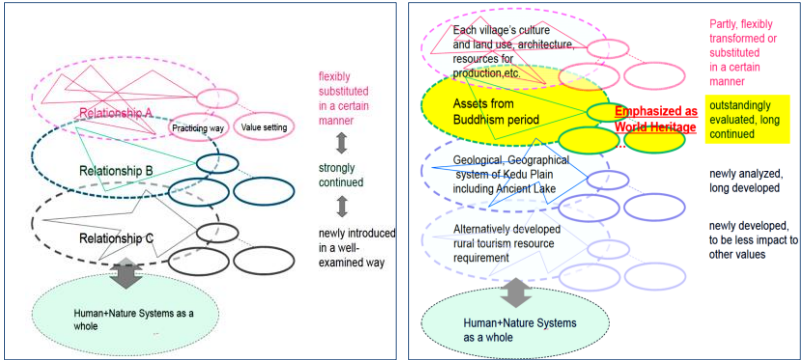 Relationship A
Practicing way
Value setting
Relationship B
Relationship C
flexibly
substituted
in a certain
manner
strongly
continued
newly introduced
in a well-
examined way
Human+Nature Systems as a
whole
Each village's culture
and land use, architecture,
resources for
production,etc.
Assets from
Buddhism period
Emphasized as
World Heritage
Geological, Geographical
system of Kedu Plain
including Ancient Lake
Alternatively developed
rural tourism resource
requirement
Partly, flexibly
transformed or
substituted
in a certain
manner
outstandingly
evaluated, long
continued
newly analyzed,
long developed
newly developed,
to be less impact to
other values
Human+Nature Systems
as a whole